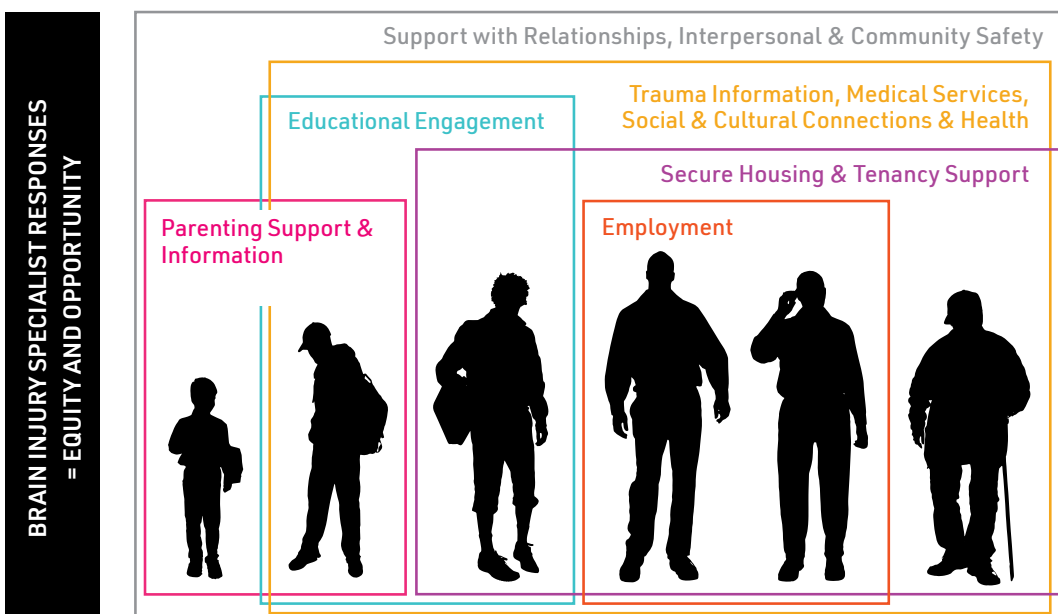 BRAIN INJURY SPECIALIST RESPONSES
= EQUITY AND OPPORTUNITY
Support with Relationships, Interpersonal & Community Safety
Trauma Information, Medical Services,
Social & Cultural Connections & Health
Educational Engagement
Secure Housing & Tenancy Support
Parenting Support &
Information
Employment